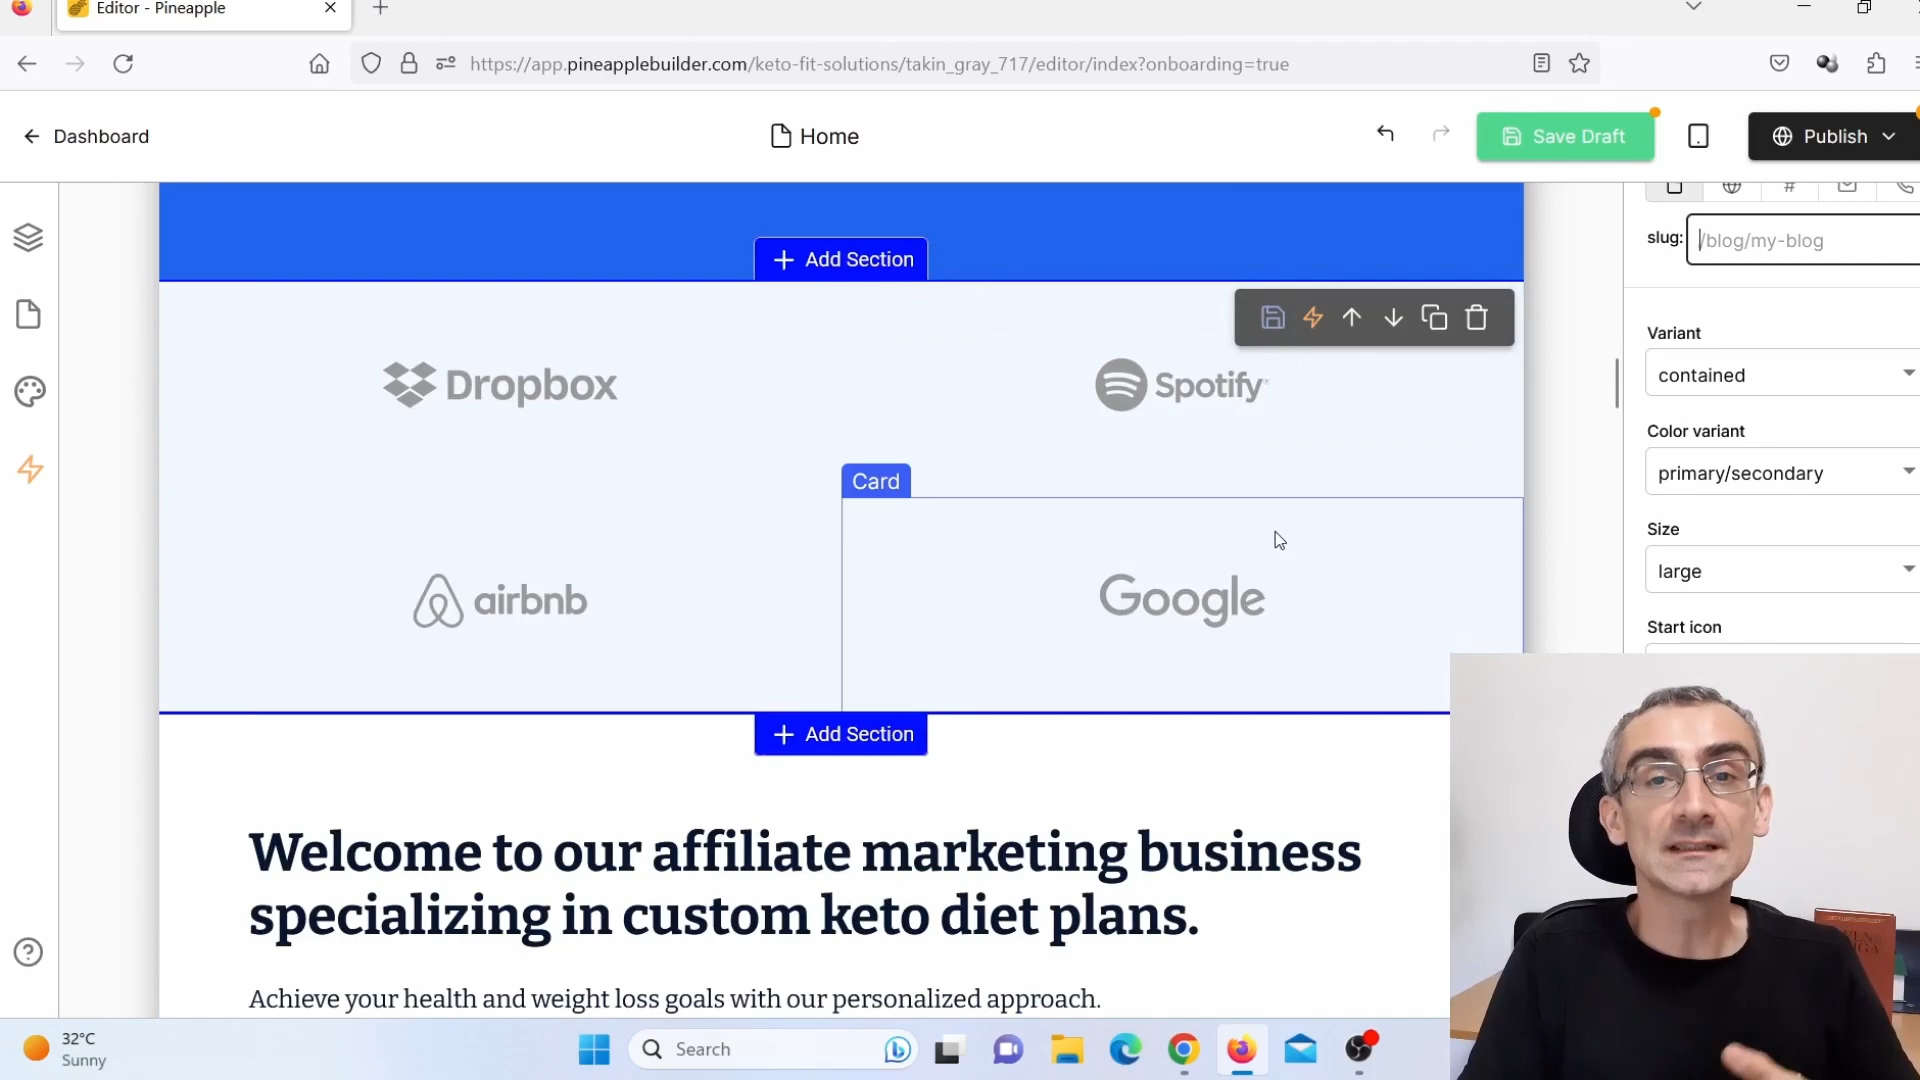 Editor - Pineapple
https://app.pineapplebuilder.com/keto-fit-solutions/takin_gray_717/editor/index?onboarding=true
Dashboard
Home
Save Draft
Publish
Add Section
slug:
/blog/my-blog
Dropbox
Spotify
Variant
contained
Color variant
primary/secondary
Card
Size
large
airbnb
Google
Start icon
Add Section
Welcome to our affiliate marketing business
specializing in custom keto diet plans.
Achieve your health and weight loss goals with our personalized approach.
32°C
Sunny
Search